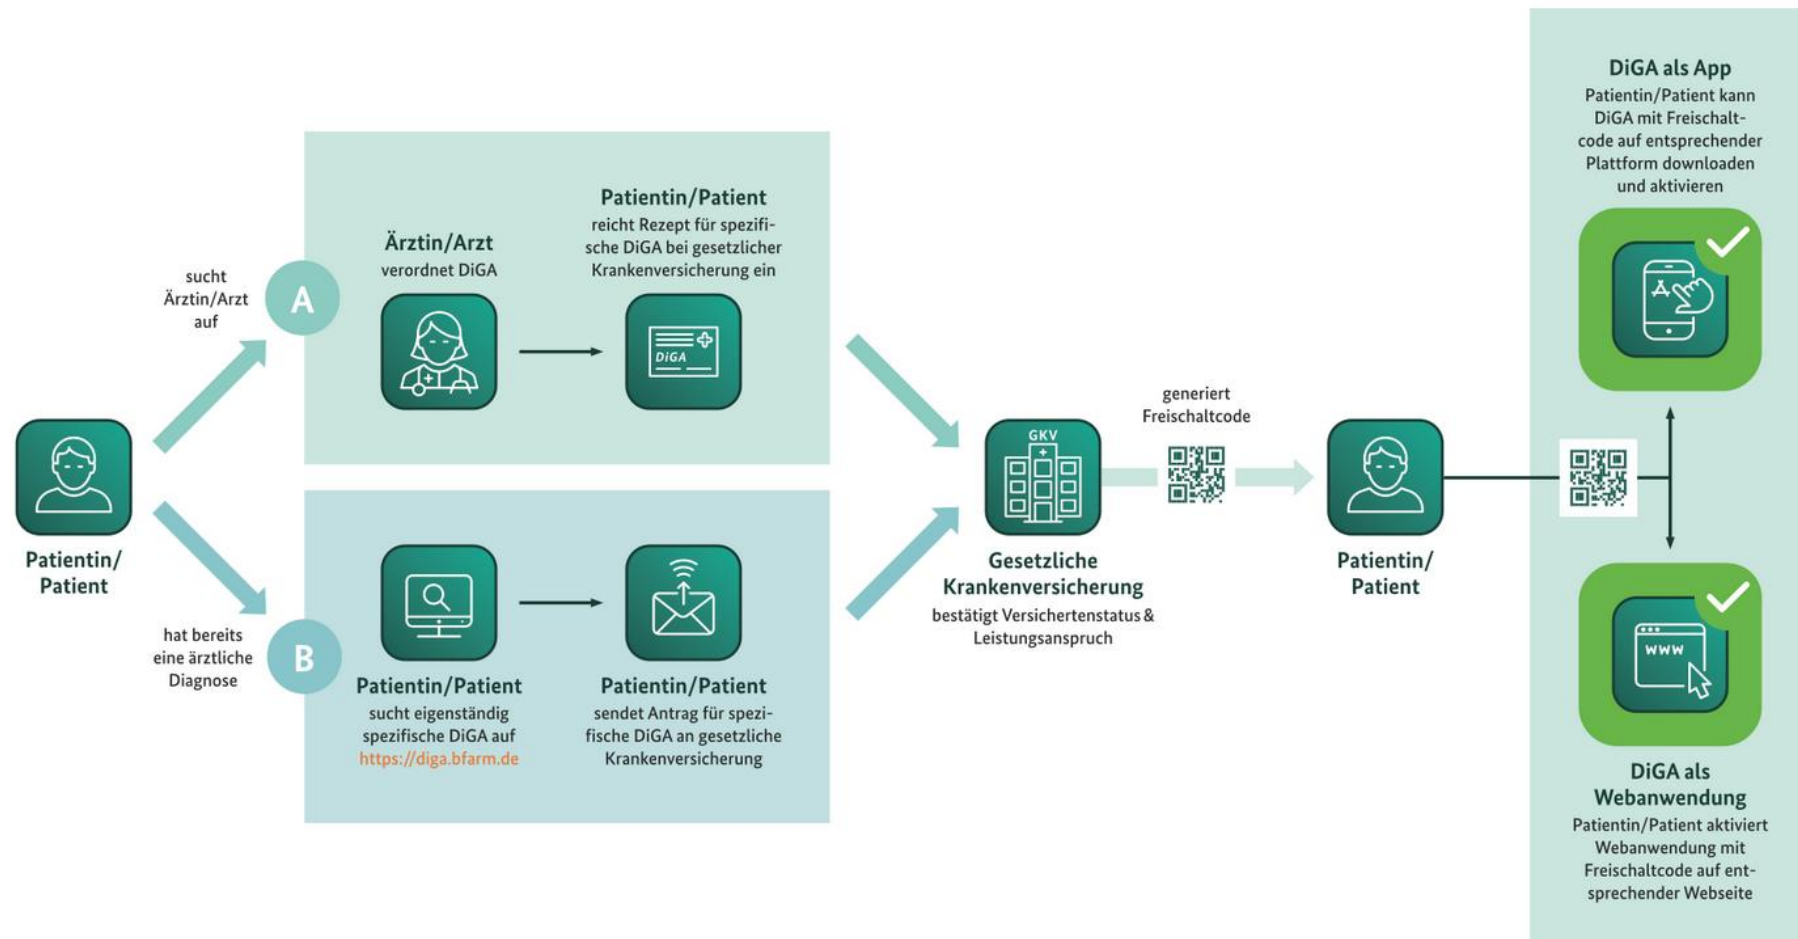 Patientin/
Patient
sucht
Ärztin/Arzt
auf
A
Ärztin/Arzt
verordnet DiGA
Patientin/Patient
reicht Rezept für spezifi-
sche DiGA bei gesetzlicher
Krankenversicherung ein
DiGA
hat bereits
eine ärztliche
Diagnose
B
Patientin/Patient
sucht eigenständig
spezifische DiGA auf
https://diga.bfarm.de
Patientin/Patient
sendet Antrag für spezi-
fische DiGA an gesetzliche
Krankenversicherung
GKV
Gesetzliche
Krankenversicherung
bestätigt Versichertenstatus &
Leistungsanspruch
generiert
Freischaltcode
Patientin/
Patient
DiGA als App
Patientin/Patient kann
DiGA mit Freischalt-
code auf entsprechender
Plattform downloaden
und aktivieren
www
DiGA als
Webanwendung
Patientin/Patient aktiviert
Webanwendung mit
Freischaltcode auf ent-
sprechender Webseite